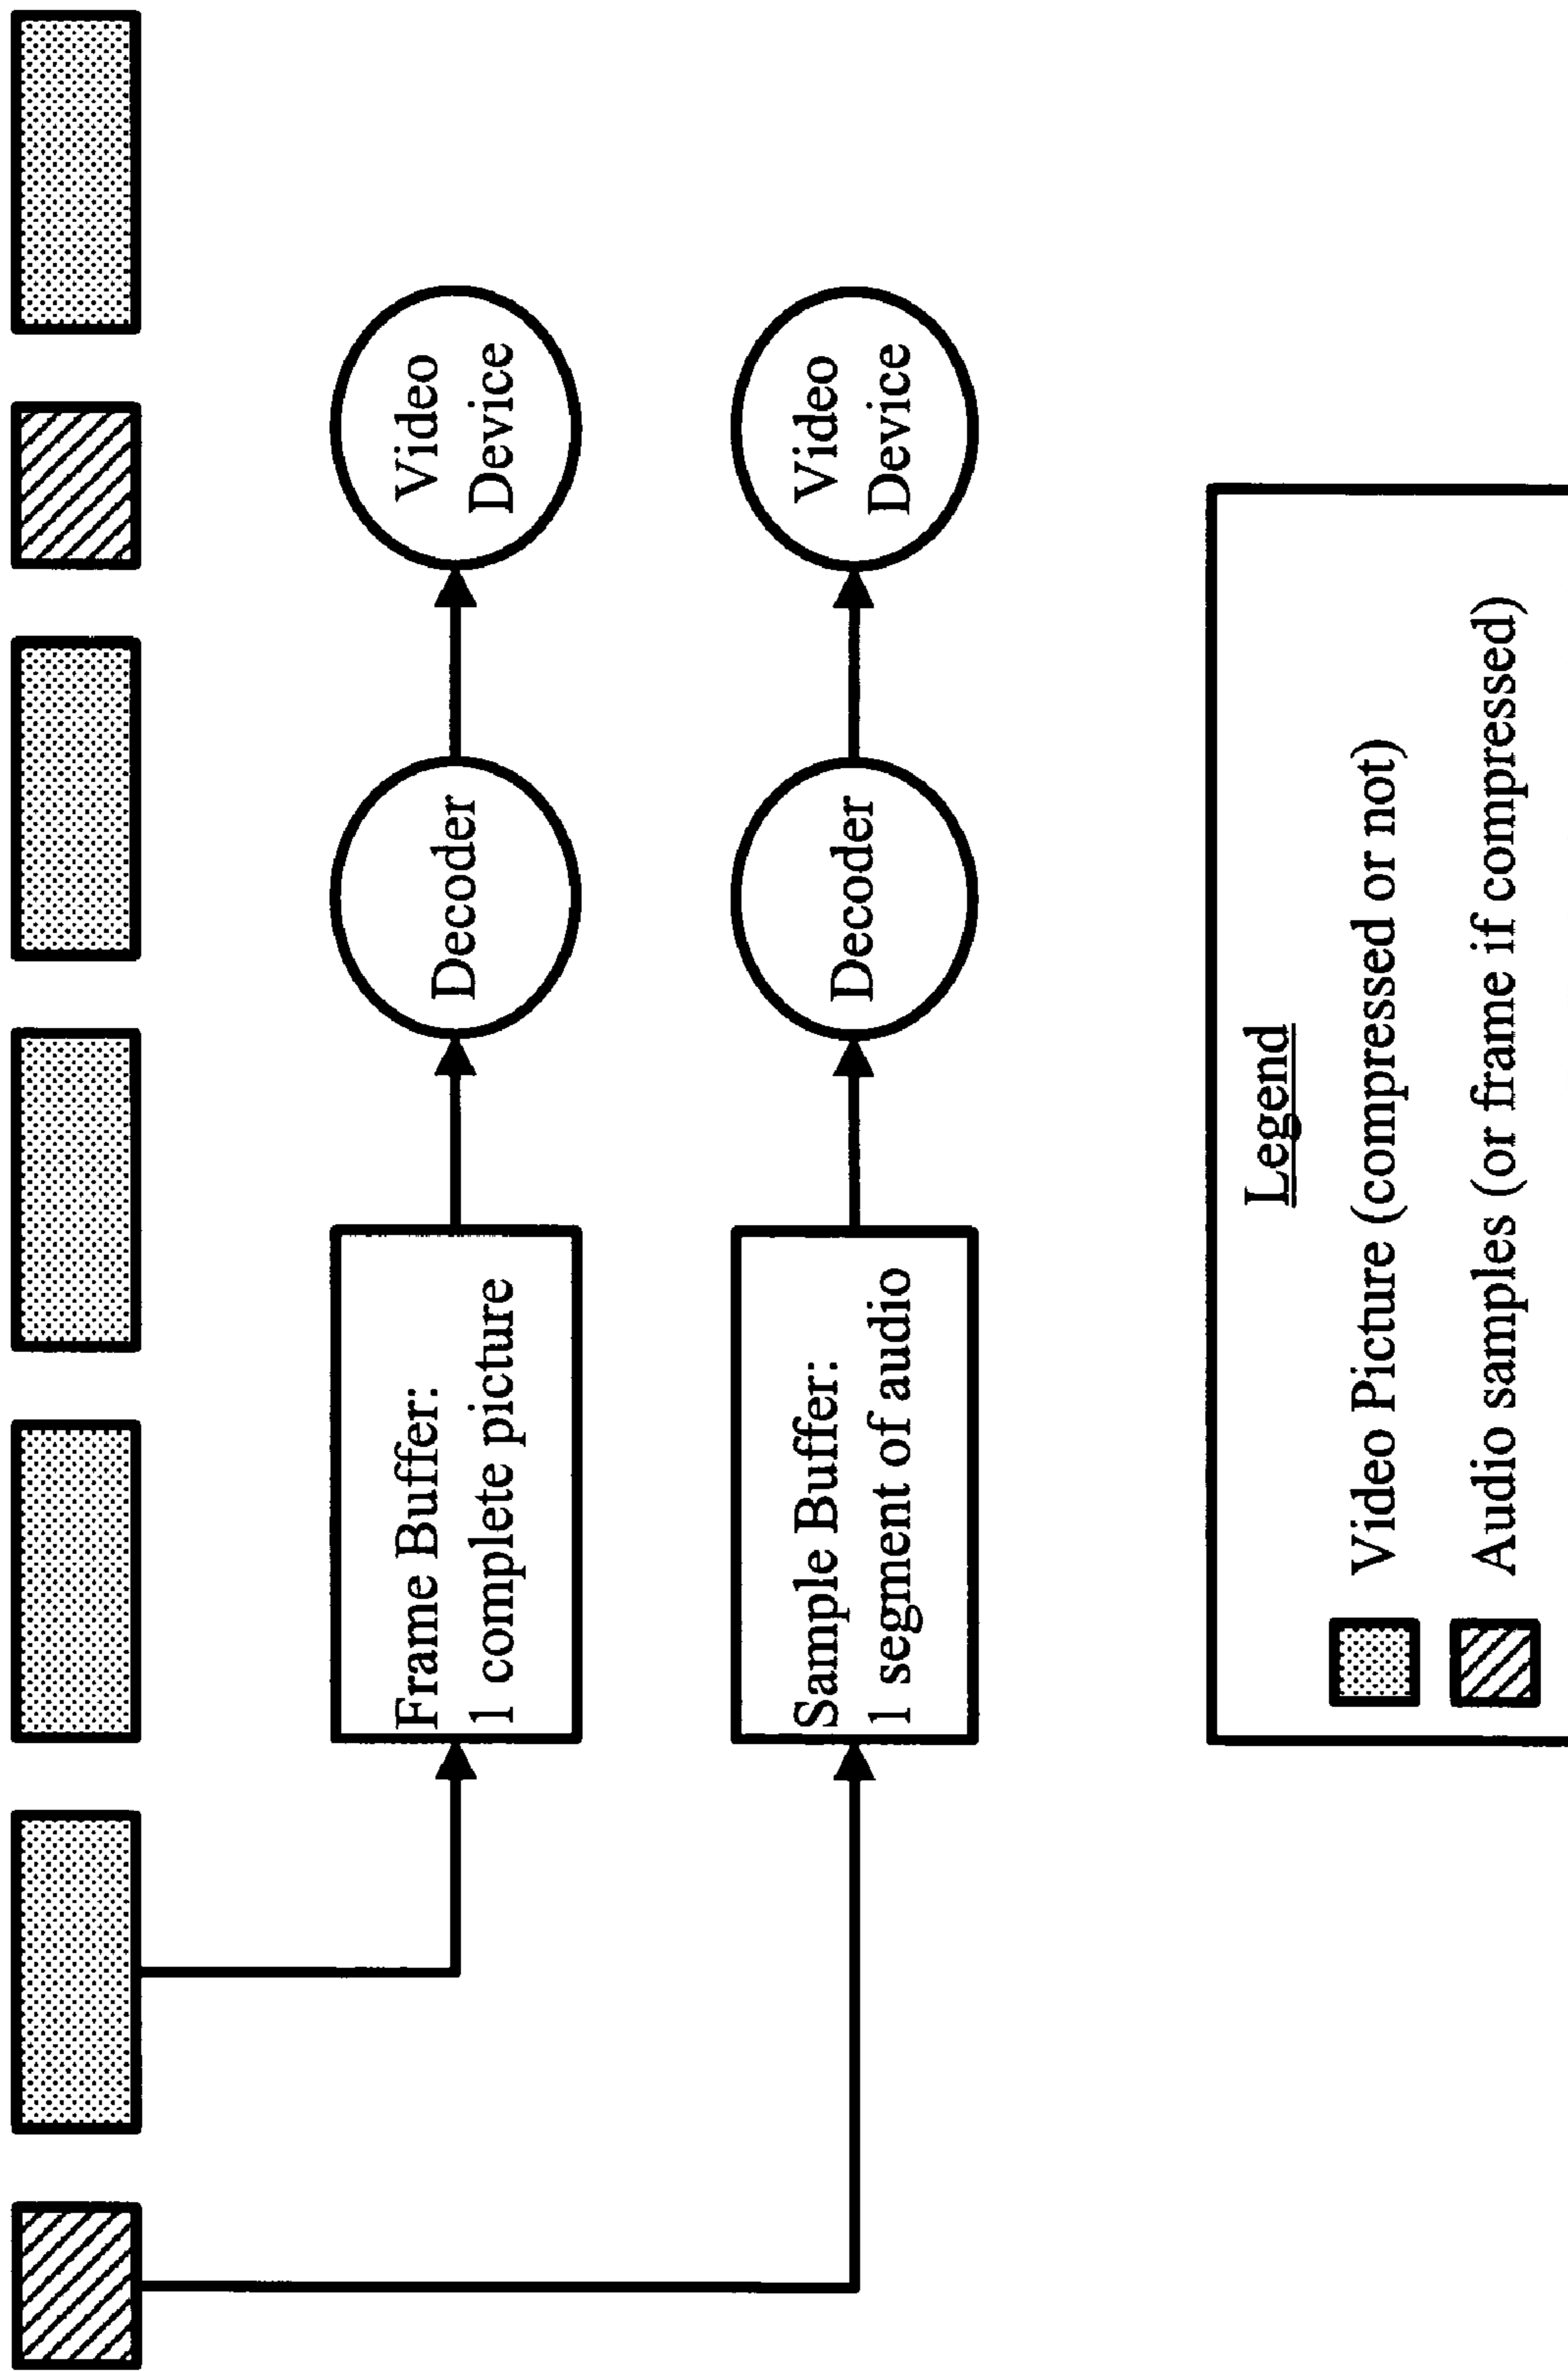 Frame Buffer:
1 complete picture
Decoder
Video
Device
Sample Buffer:
1 segment of audio
Decoder
Video
Device
Legend
Video Picture (compressed or not)
Audio samples (or frame if compressed)